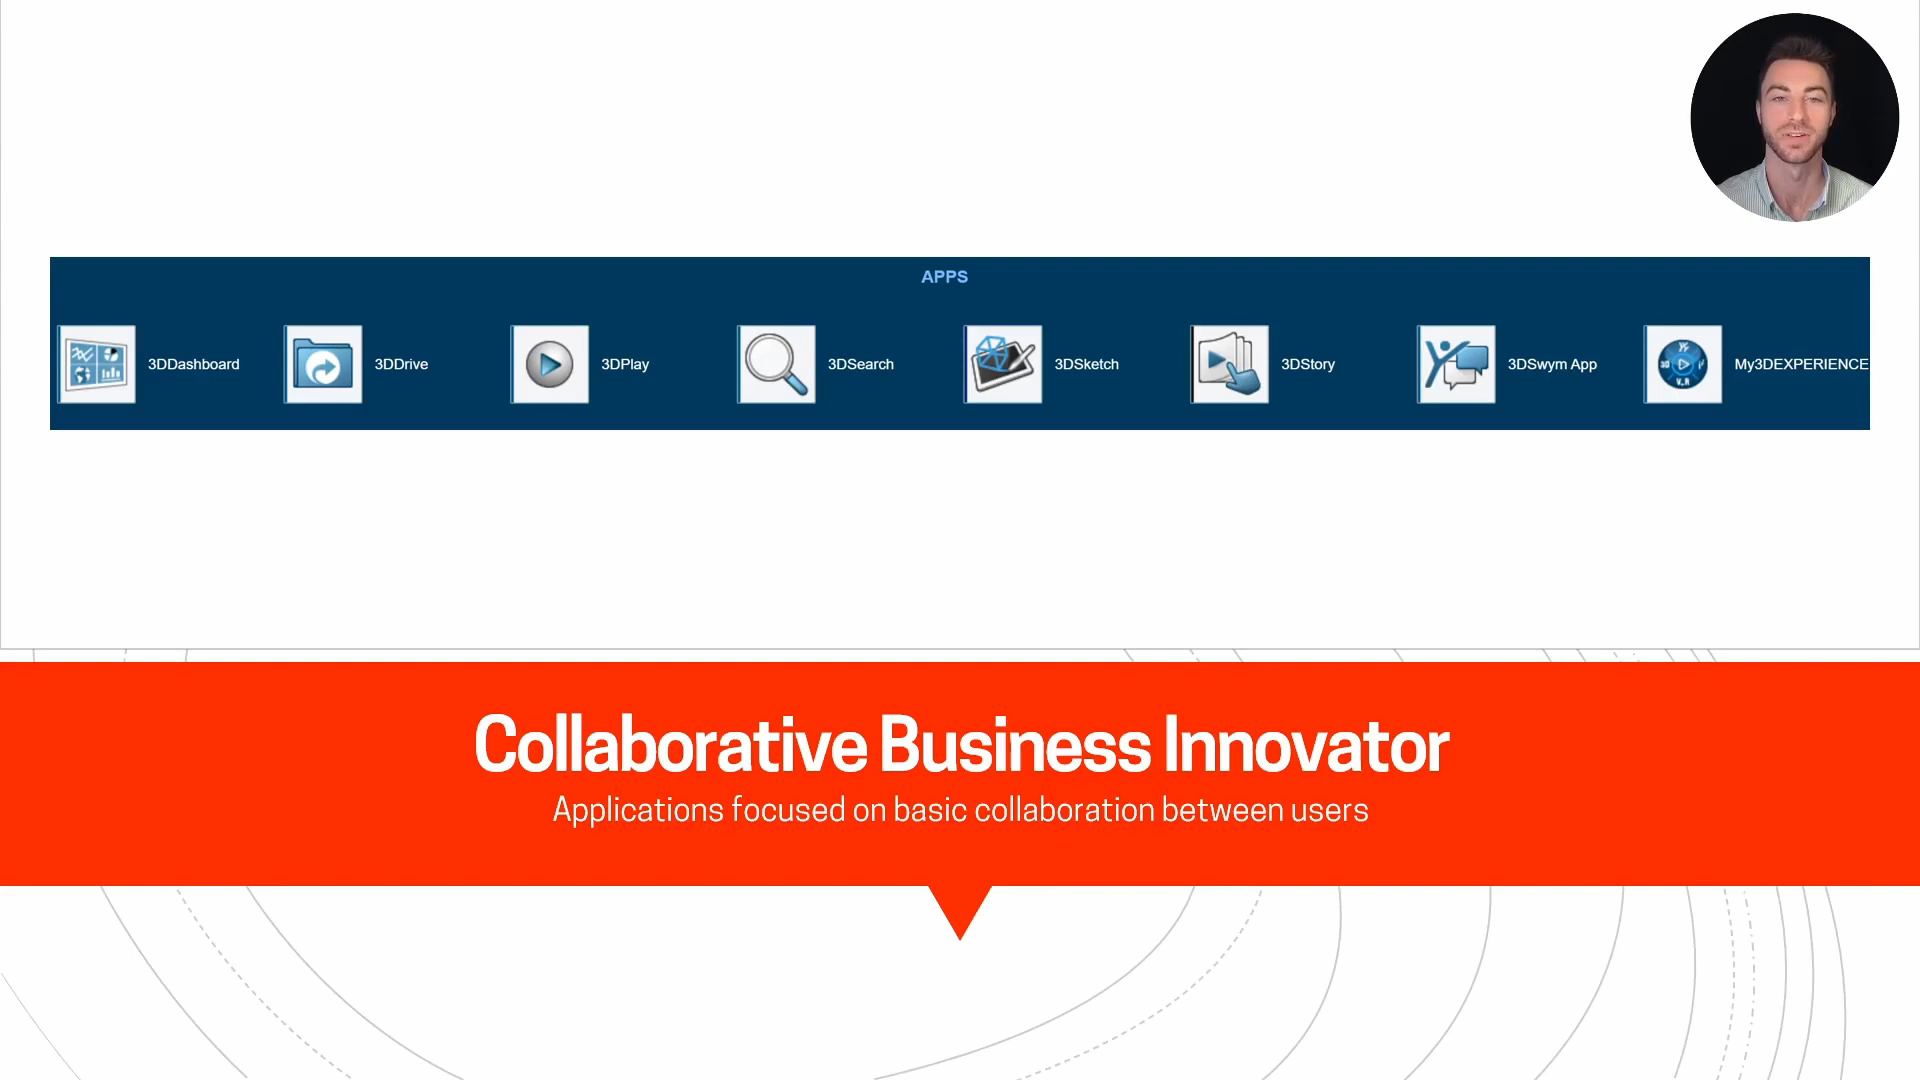 APPS
3DDashboard 3DDrive 3DPlay 3DSearch 3DSketch 3DStory 3DSwym App My3DEXPERIENCE
Collaborative Business Innovator
Applications focused on basic collaboration between users